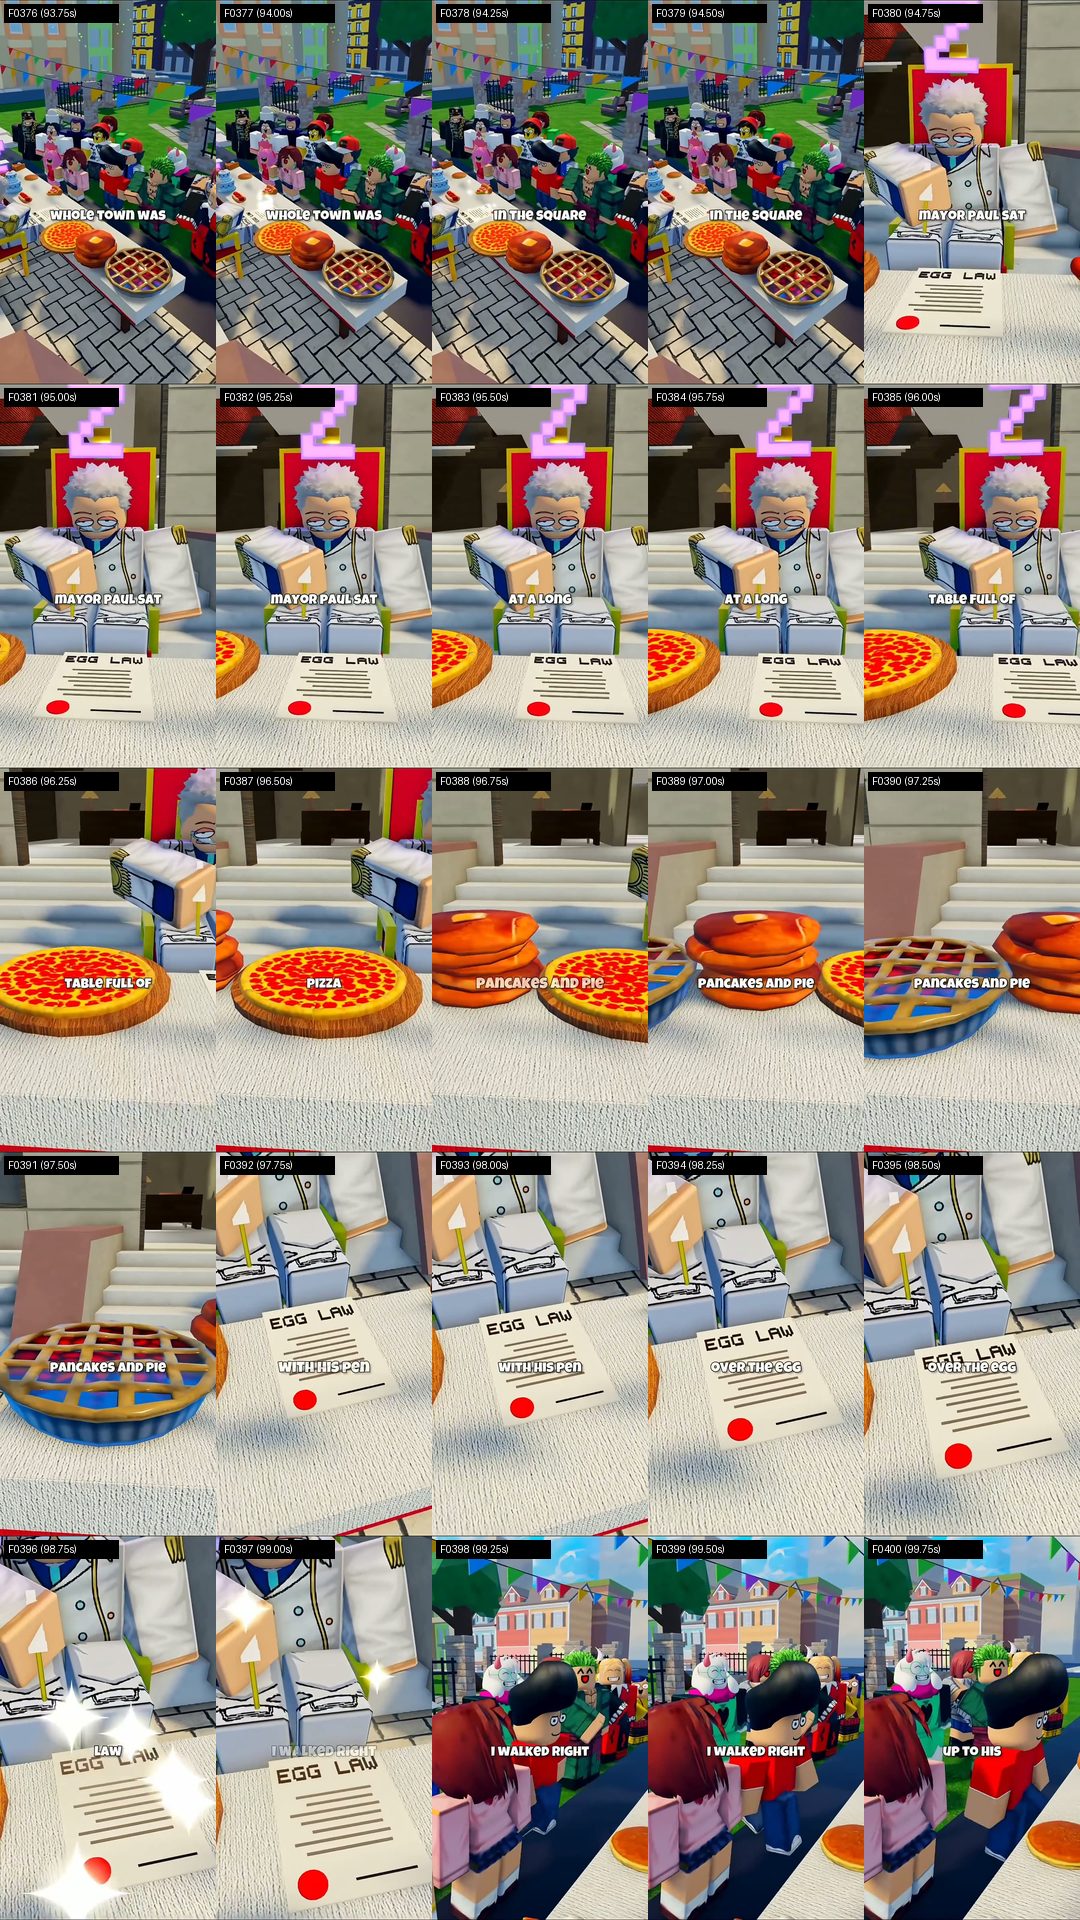 F0376 (93.75s)
WHOLE TOWN WAS
F0377 (94.00s)
WHOLE TOWN WAS
F0378 (94.25s)
IN THE SQUARE
F0379 (94.50s)
IN THE SQUARE
F0380 (94.75s)
MAYOR PAUL SAT
EGG LAW
F0381 (95.00s)
MAYOR PAUL SAT
EGG LAW
F0382 (95.25s)
MAYOR PAUL SAT
EGG LAW
F0383 (95.50s)
AT A LONG
EGG LAW
F0384 (95.75s)
AT A LONG
EGG LAW
F0385 (96.00s)
TABLE FULL OF
EGG LAW
F0386 (96.25s)
TABLE FULL OF
F0387 (96.50s)
PIZZA
F0388 (96.75s)
PANCAKES AND PIE
F0389 (97.00s)
PANCAKES AND PIE
F0390 (97.25s)
PANCAKES AND PIE
F0391 (97.50s)
PANCAKES AND PIE
F0392 (97.75s)
EGG LAW
WITH HIS PEN
F0393 (98.00s)
EGG LAW
WITH HIS PEN
F0394 (98.25s)
EGG LAW
OVER THE EGG
F0395 (98.50s)
EGG LAW
OVER THE EGG
F0396 (98.75s)
LAW
EGG LAW
F0397 (99.00s)
I WALKED RIGHT
EGG LAW
F0398 (99.25s)
I WALKED RIGHT
F0399 (99.50s)
I WALKED RIGHT
F0400 (99.75s)
UP TO HIS